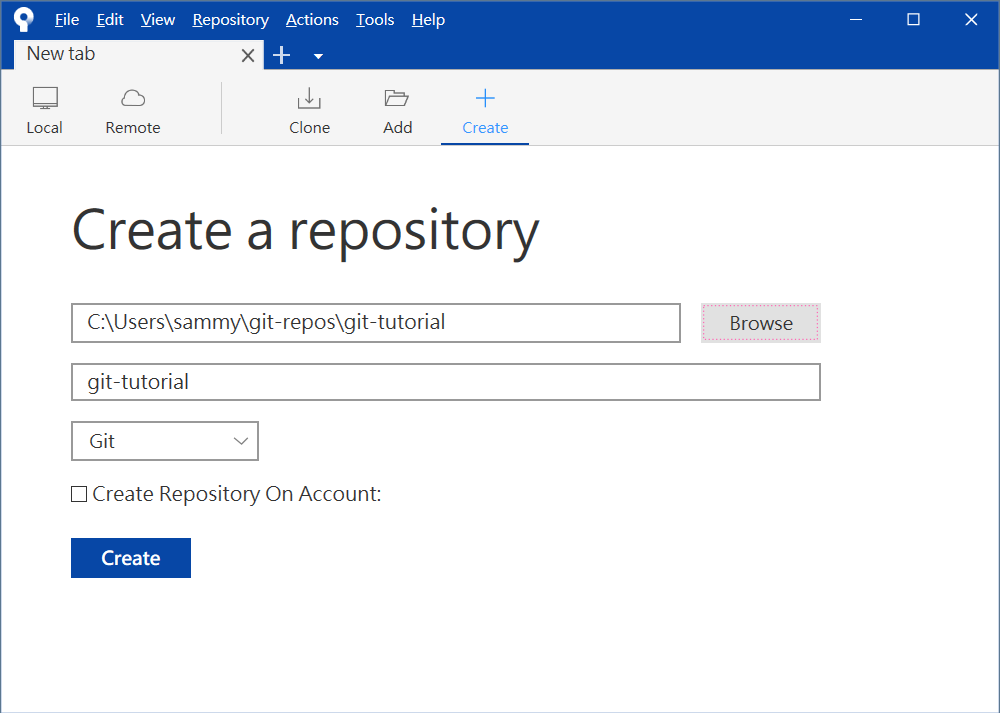 File Edit View Repository Actions Tools Help
New tab
Local Remote Clone Add Create
Create a repository
C:\Users\sammy\git-repos\git-tutorial Browse
git-tutorial
Git
Create Repository On Account:
Create